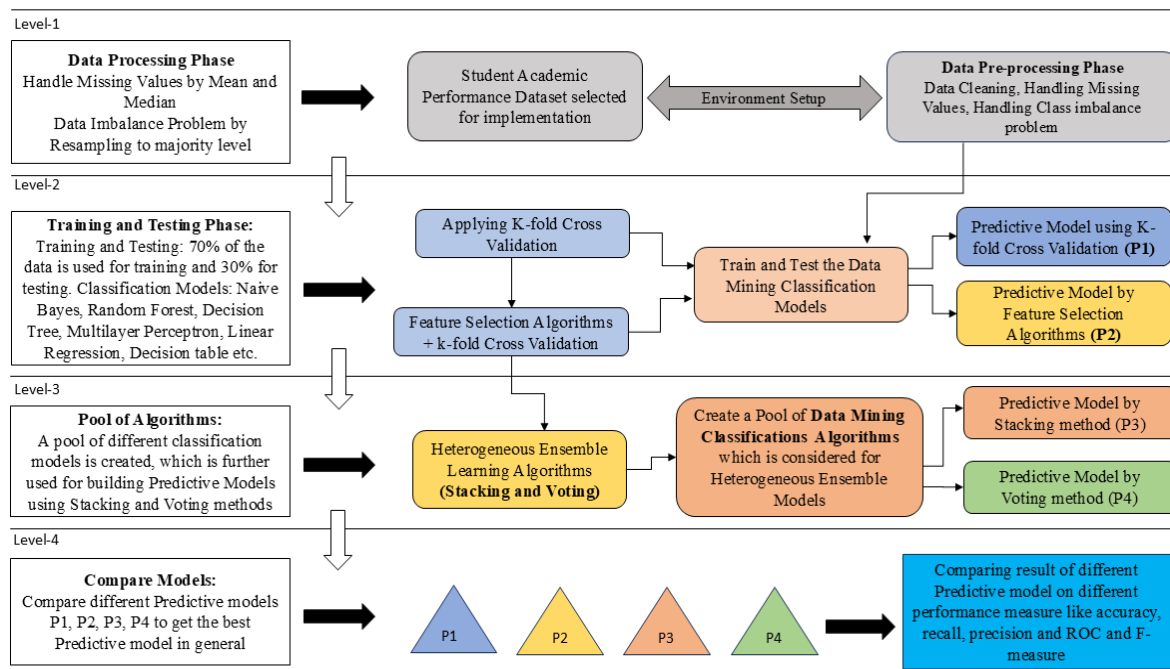 Level-1
Data Processing Phase
Handle Missing Values by Mean and
Median
Data Imbalance Problem by
Resampling to majority level
Student Academic
Performance Dataset selected
for implementation
Environment Setup
Data Pre-processing Phase
Data Cleaning, Handling Missing
Values, Handling Class imbalance
problem
Level-2
Training and Testing Phase:
Training and Testing: 70% of the
data is used for training and 30% for
testing. Classification Models: Naive
Bayes, Random Forest, Decision
Tree, Multilayer Perceptron, Linear
Regression, Decision table etc.
Applying K-fold Cross
Validation
Feature Selection Algorithms
+ k-fold Cross Validation
Train and Test the Data
Mining Classification
Models
Predictive Model using K-
fold Cross Validation (P1)
Predictive Model by
Feature Selection
Algorithms (P2)
Level-3
Pool of Algorithms:
A pool of different classification
models is created, which is further
used for building Predictive Models
using Stacking and Voting methods
Heterogeneous Ensemble
Learning Algorithms
(Stacking and Voting)
Create a Pool of Data Mining
Classifications Algorithms
which is considered for
Heterogeneous Ensemble
Models
Predictive Model by
Stacking method (P3)
Predictive Model by
Voting method (P4)
Level-4
Compare Models:
Compare different Predictive models
P1, P2, P3, P4 to get the best
Predictive model in general
P1
P2
P3
P4
Comparing result of different
Predictive model on different
performance measure like accuracy,
recall, precision and ROC and F-
measure